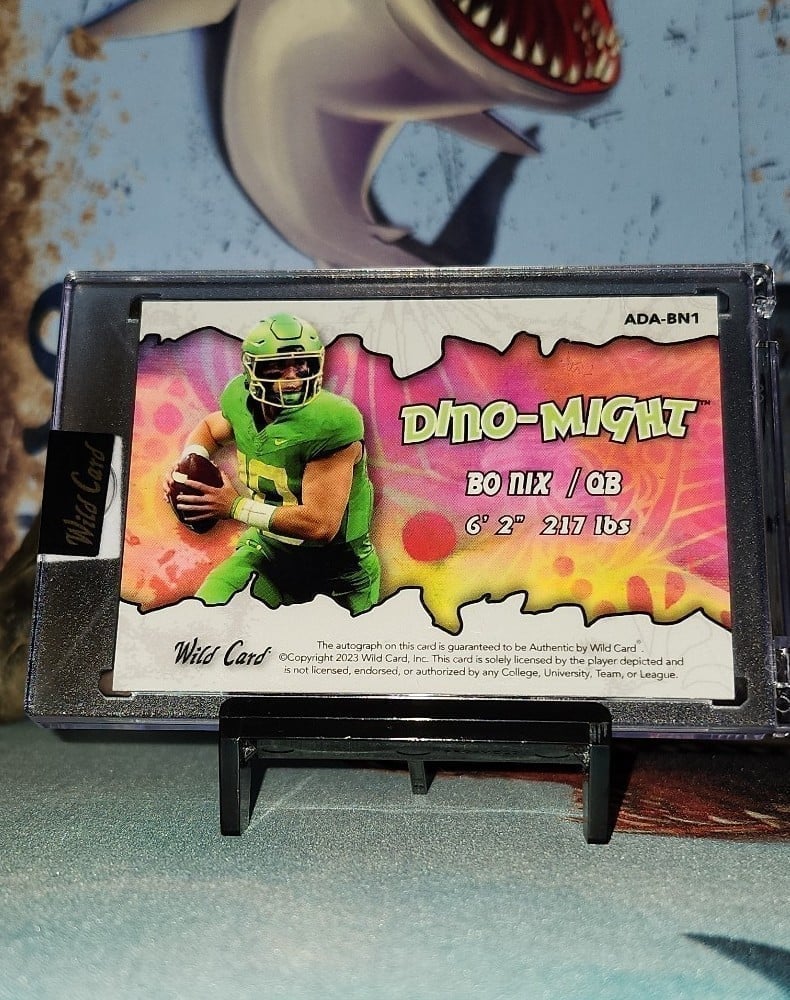 ADA-BN1
DINO-MIGHT™
BO NIX / QB
6' 2" 217 lbs
Wild Card
Wild Card®
The autograph on this card is guaranteed to be Authentic by Wild Card®.
©Copyright 2023 Wild Card, Inc. This card is solely licensed by the player depicted and
is not licensed, endorsed, or authorized by any College, University, Team, or League.